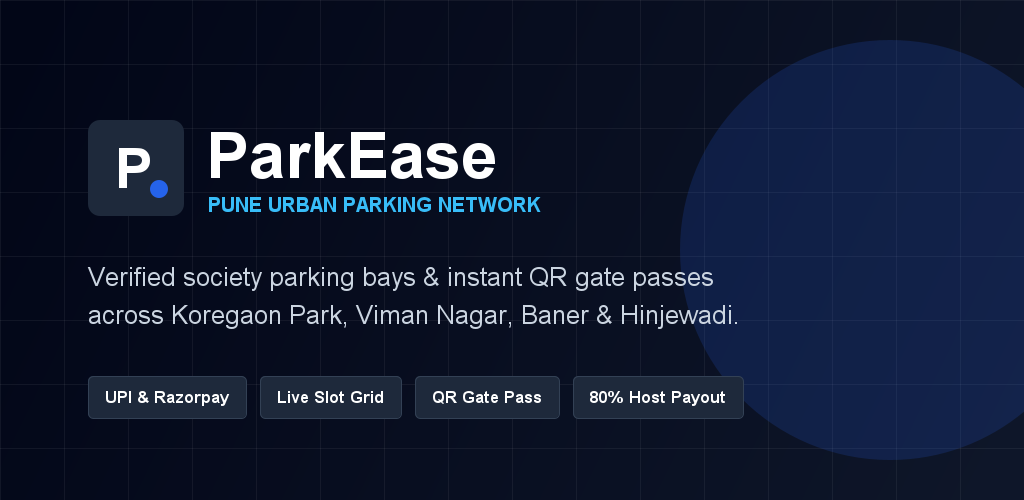 P.
ParkEase
PUNE URBAN PARKING NETWORK
Verified society parking bays & instant QR gate passes
across Koregaon Park, Viman Nagar, Baner & Hinjewadi.
UPI & Razorpay
Live Slot Grid
QR Gate Pass
80% Host Payout